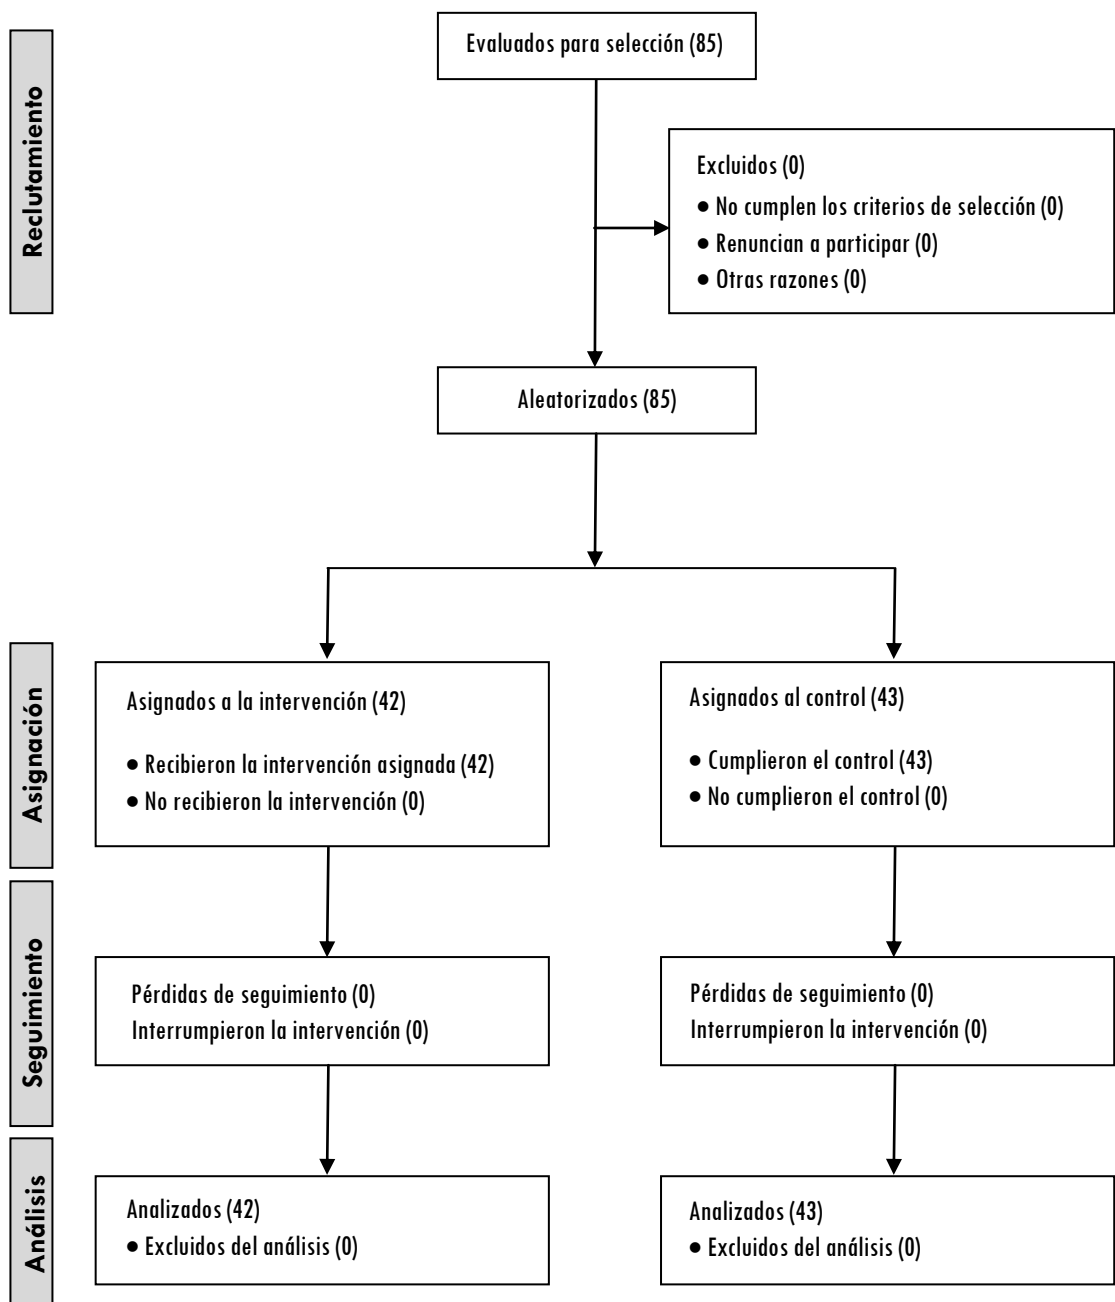 Reclutamiento
Evaluados para selección (85)
Excluidos (0)
• No cumplen los criterios de selección (0)
• Renuncian a participar (0)
• Otras razones (0)
Aleatorizados (85)
Asignación
Asignados a la intervención (42)
• Recibieron la intervención asignada (42)
• No recibieron la intervención (0)
Asignados al control (43)
• Cumplieron el control (43)
• No cumplieron el control (0)
Seguimiento
Pérdidas de seguimiento (0)
Interrumpieron la intervención (0)
Pérdidas de seguimiento (0)
Interrumpieron la intervención (0)
Análisis
Analizados (42)
• Excluidos del análisis (0)
Analizados (43)
• Excluidos del análisis (0)